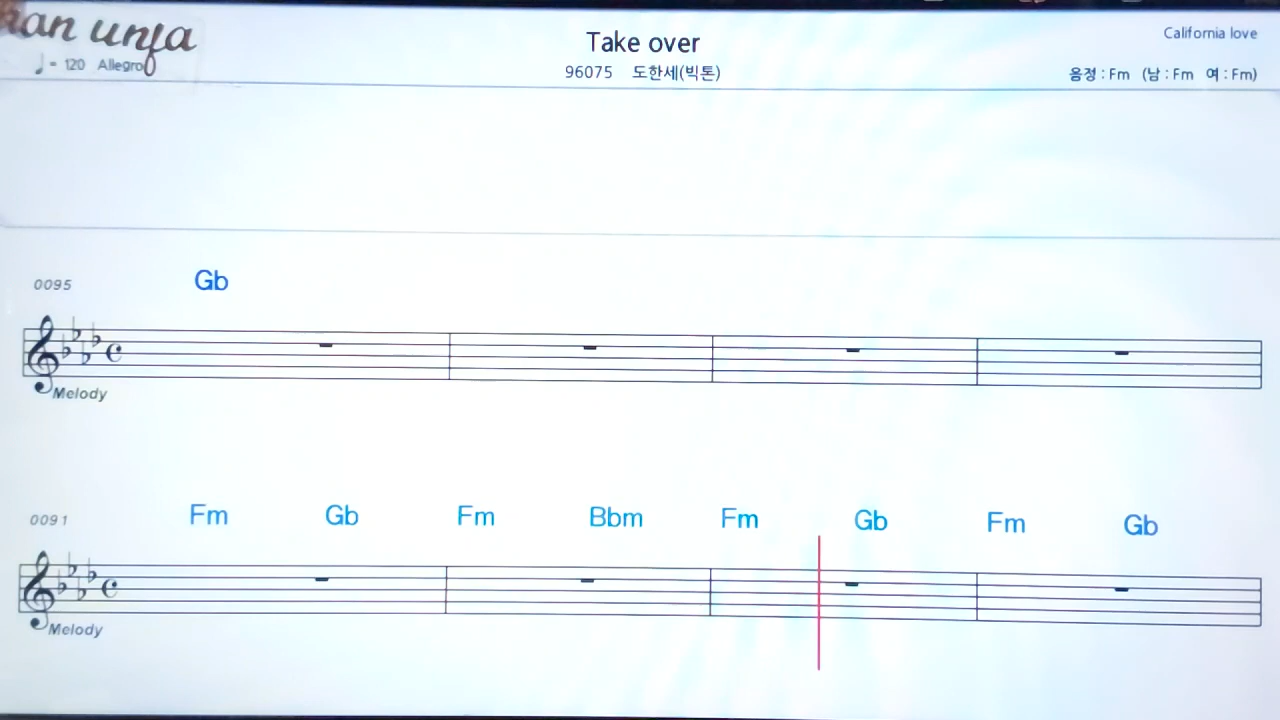 unja
Take over
California love
♩ = 120 Allegro
96075 도한세(빅톤)
음정 : Fm (남 : Fm 여 : Fm)
0095 Gb
Melody
0091 Fm Gb Fm Bbm Fm Gb Fm Gb
Melody